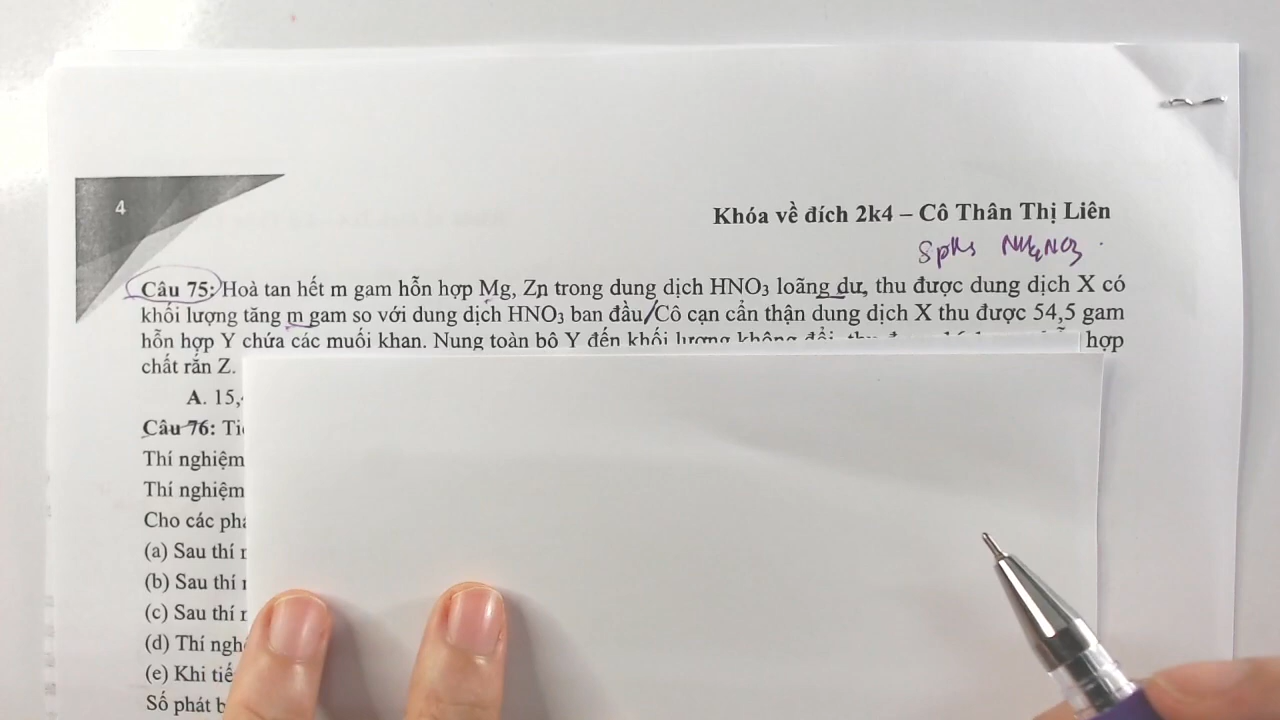 4
Khóa về đích 2k4 – Cô Thân Thị Liên
spk NH4NO3
Câu 75: Hoà tan hết m gam hỗn hợp Mg, Zn trong dung dịch HNO3 loãng dư, thu được dung dịch X có
khối lượng tăng m gam so với dung dịch HNO3 ban đầu/Cô cạn cẩn thận dung dịch X thu được 54,5 gam
hỗn hợp Y chứa các muối khan. Nung toàn bộ Y đến khối lượng không đổi, hợp
chất rắn Z.
A. 15,
Câu 76:
Thí nghiệm
Thí nghiệm
Cho các
(a) Sau thí
(b) Sau thí
(c) Sau thí
(d) Thí
(e) Khi
Số phát